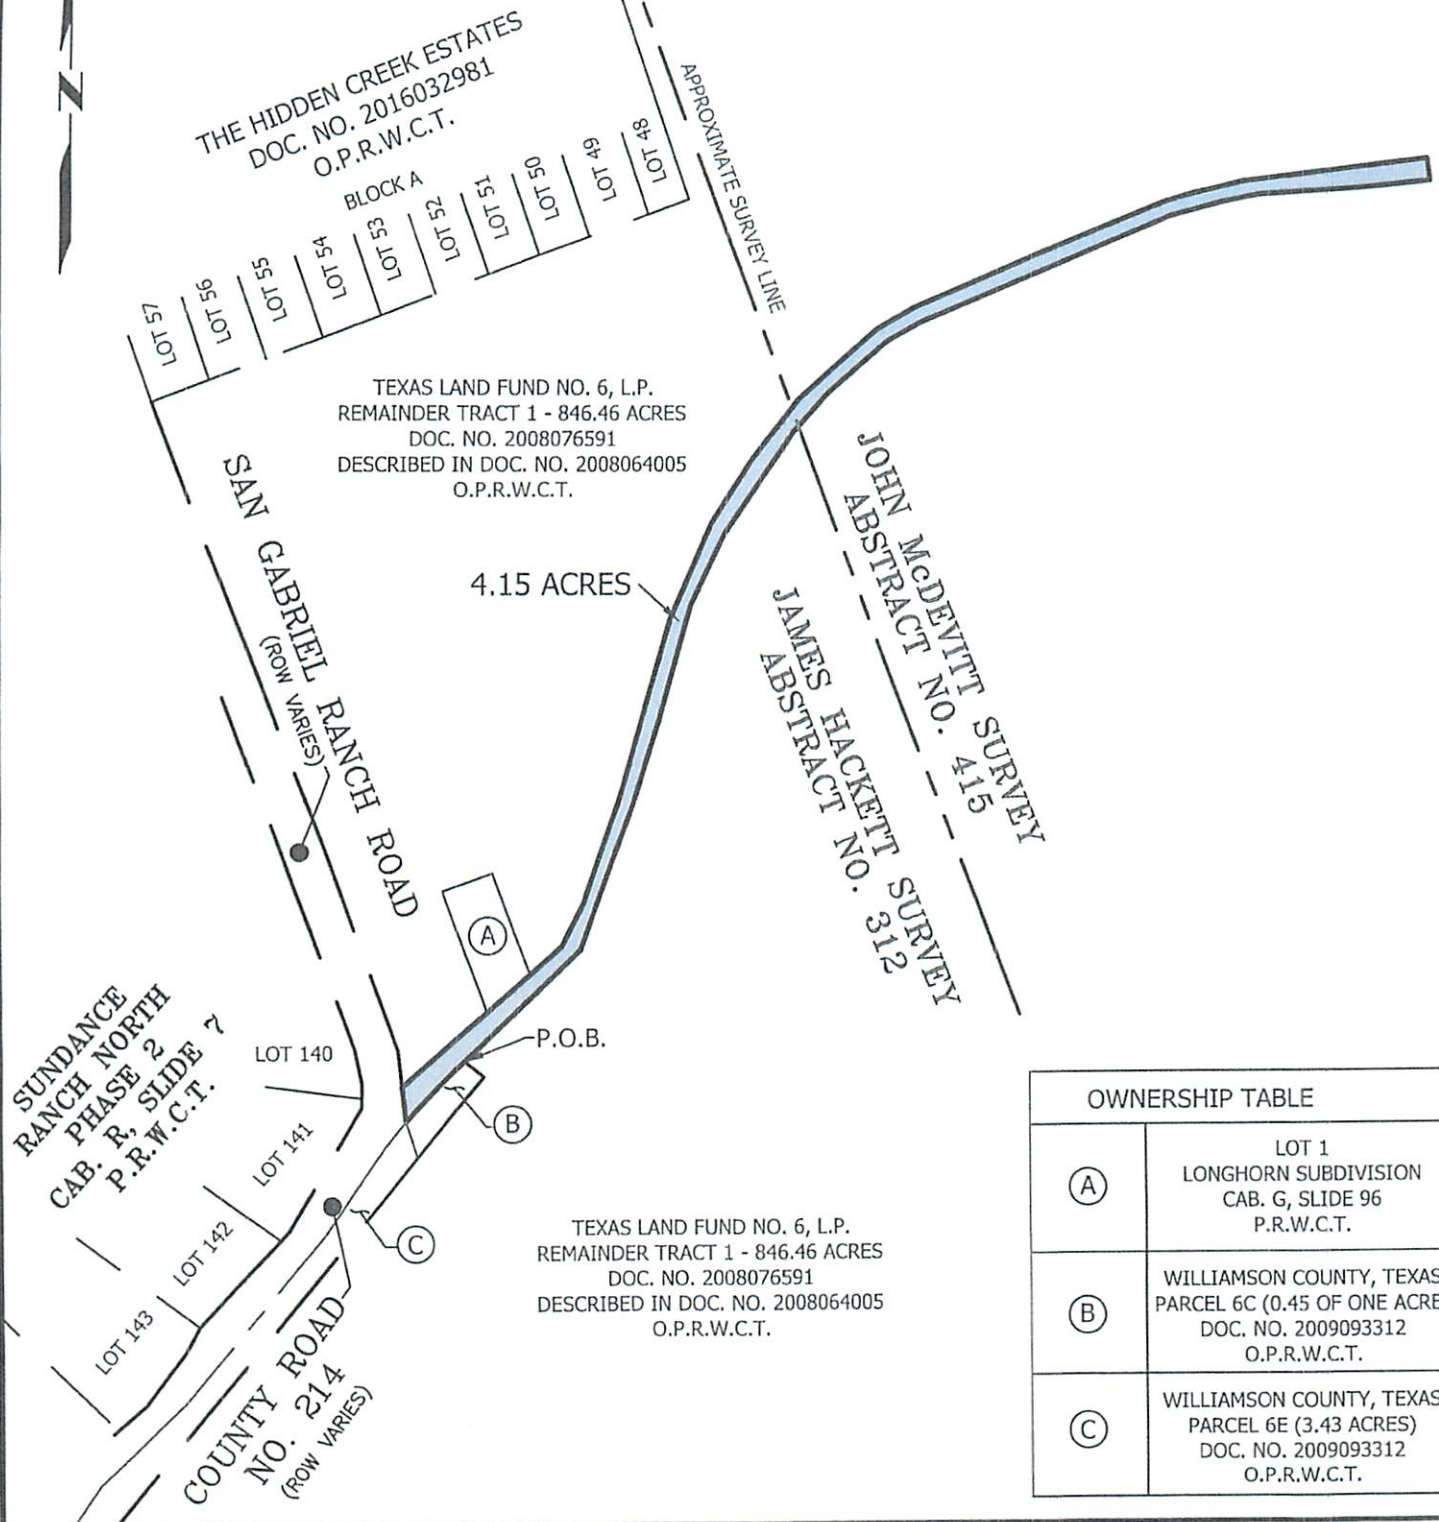 N
THE HIDDEN CREEK ESTATES
DOC. NO. 2016032981
O.P.R.W.C.T.
BLOCK A
LOT 57
LOT 56
LOT 55
LOT 54
LOT 53
LOT 52
LOT 51
LOT 50
LOT 49
LOT 48
APPROXIMATE SURVEY LINE
TEXAS LAND FUND NO. 6, L.P.
REMAINDER TRACT 1 - 846.46 ACRES
DOC. NO. 2008076591
DESCRIBED IN DOC. NO. 2008064005
O.P.R.W.C.T.
SAN GABRIEL RANCH ROAD
(ROW VARIES)
4.15 ACRES
JOHN McDEVITT SURVEY
ABSTRACT NO. 415
JAMES HACKETT SURVEY
ABSTRACT NO. 312
A
P.O.B.
B
C
SUNDANCE
RANCH NORTH
PHASE 2
CAB. R, SLIDE 7
P.R.W.C.T.
LOT 140
LOT 141
LOT 142
LOT 143
COUNTY ROAD
NO. 214
(ROW VARIES)
TEXAS LAND FUND NO. 6, L.P.
REMAINDER TRACT 1 - 846.46 ACRES
DOC. NO. 2008076591
DESCRIBED IN DOC. NO. 2008064005
O.P.R.W.C.T.
OWNERSHIP TABLE
A
LOT 1
LONGHORN SUBDIVISION
CAB. G, SLIDE 96
P.R.W.C.T.
B
WILLIAMSON COUNTY, TEXAS
PARCEL 6C (0.45 OF ONE ACRE
DOC. NO. 2009093312
O.P.R.W.C.T.
C
WILLIAMSON COUNTY, TEXAS
PARCEL 6E (3.43 ACRES)
DOC. NO. 2009093312
O.P.R.W.C.T.